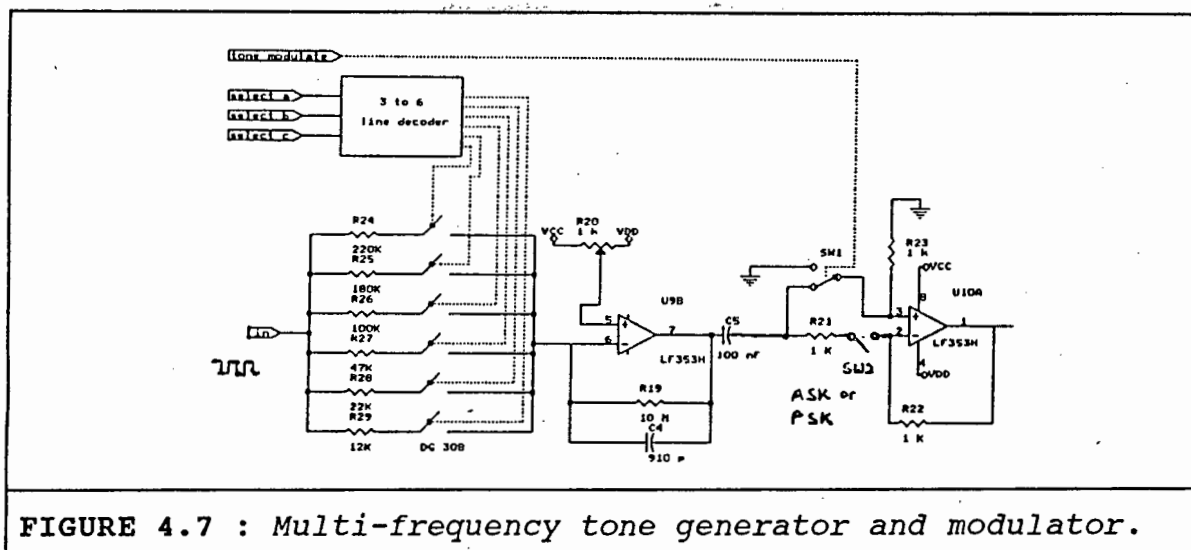 tone modulate
select a
select b
select c
3 to 6
line decoder
R24
220K
R25
180K
R26
100K
R27
47K
R28
22K
R29
12K
DG 308
in
R20
1 k
VCC
VDD
U9B
5
6
7
LF353H
R19
10 M
C4
910 p
C5
100 nF
SW1
R21
1 K
SW2
ASK or
PSK
R23
1 k
VCC
8
U10A
3
2
1
LF353H
4
VDD
R22
1 K
FIGURE 4.7 : Multi-frequency tone generator and modulator.